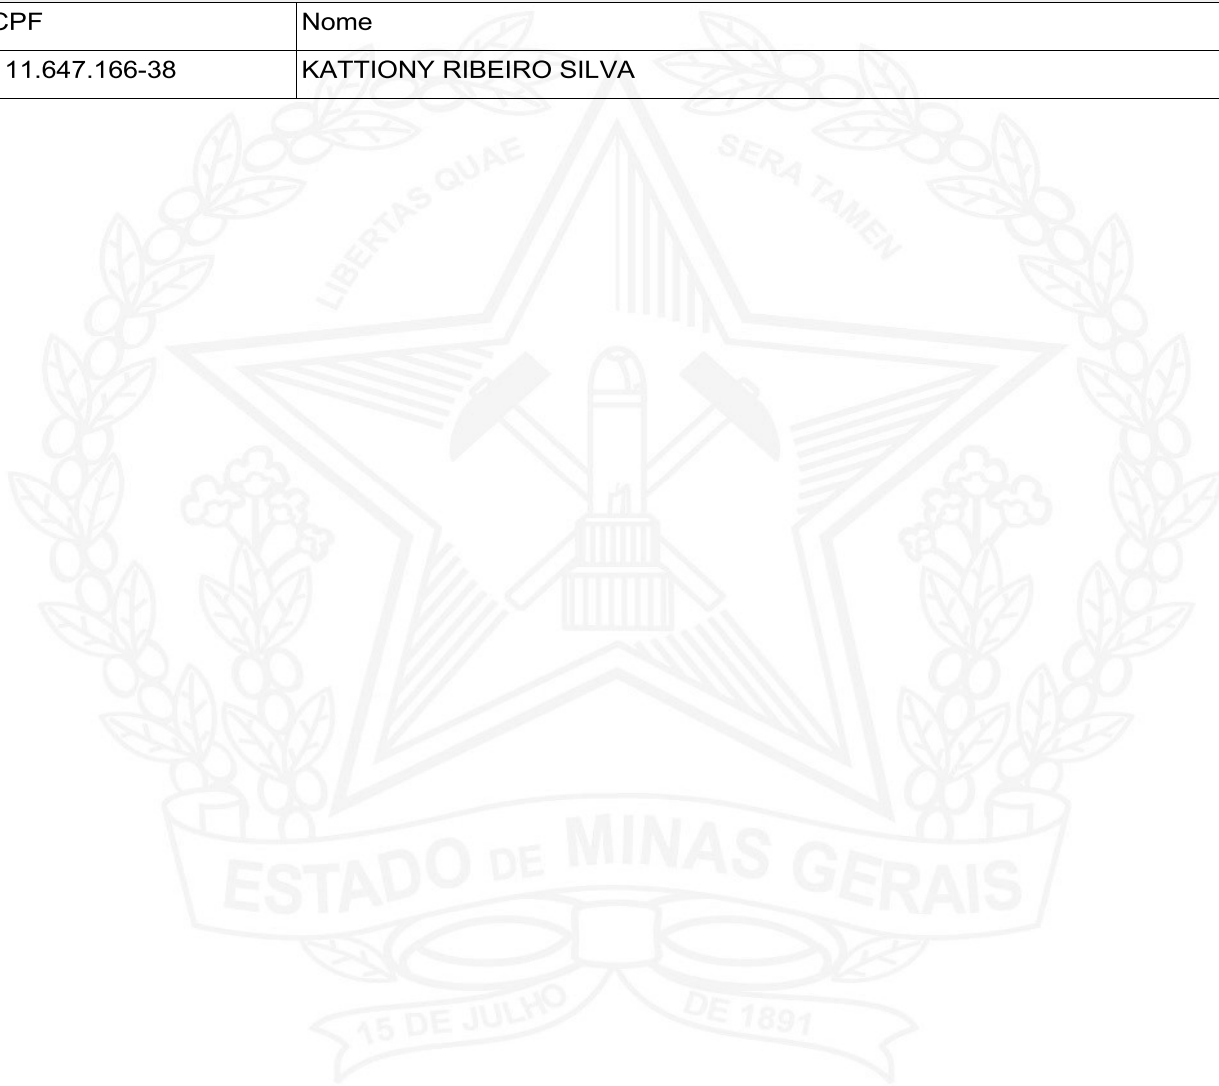 CPF Nome
11.647.166-38 KATTIONY RIBEIRO SILVA
LIBERTAS QUAE SERA TAMEN
ESTADO DE MINAS GERAIS
15 DE JULHO DE 1891